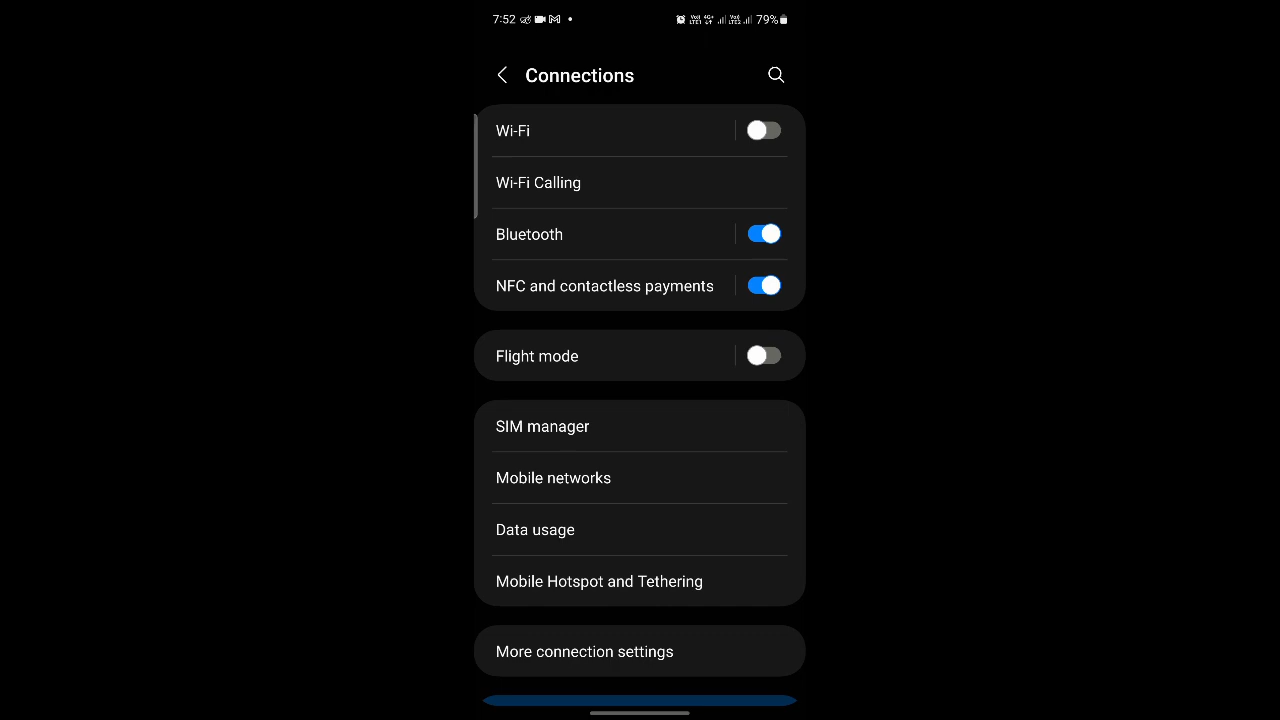 7:52 79%
Connections
Wi-Fi
Wi-Fi Calling
Bluetooth
NFC and contactless payments
Flight mode
SIM manager
Mobile networks
Data usage
Mobile Hotspot and Tethering
More connection settings